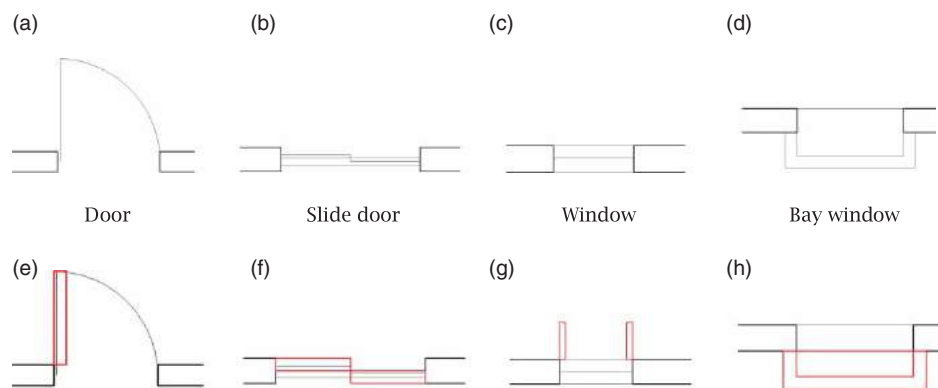 (a)
(b)
(c)
(d)
Door
Slide door
Window
Bay window
(e)
(f)
(g)
(h)